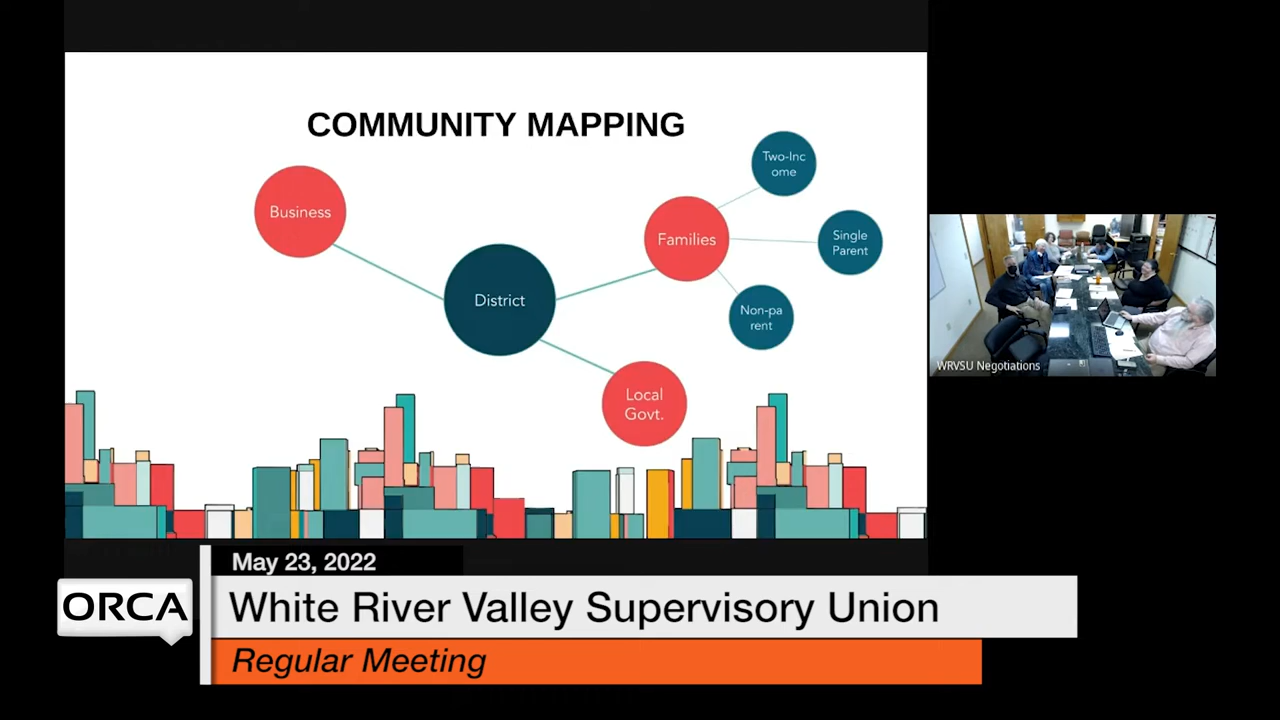 COMMUNITY MAPPING
Two-Inc
ome
Business
Families
Single
Parent
District
Non-pa
rent
Local
Govt.
WRVSU Negotiations
May 23, 2022
ORCA
White River Valley Supervisory Union
Regular Meeting